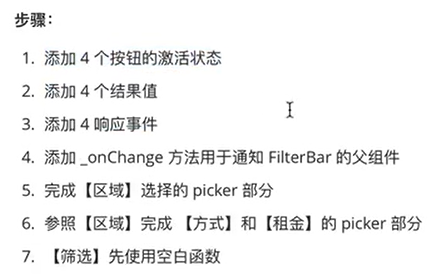 步骤：
1. 添加 4 个按钮的激活状态
2. 添加 4 个结果值
3. 添加 4 响应事件
4. 添加 _onChange 方法用于通知 FilterBar 的父组件
5. 完成【区域】选择的 picker 部分
6. 参照【区域】完成 【方式】和【租金】的 picker 部分
7. 【筛选】先使用空白函数